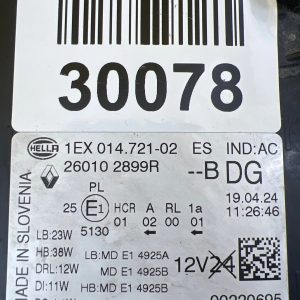 30078
HELLA 1EX 014.721-02 ES IND:AC
26010 2899R --B DG
PL
25 E1 HCR A RL 1a
01 02 00 01
5130
19.04.24
11:26:46
LB:23W
HB:38W LB:MD E1 4925A 12V24
DRL:12W MD E1 4925B
DI:11W HB:MD E1 4925B
MADE IN SLOVENIA
00220695